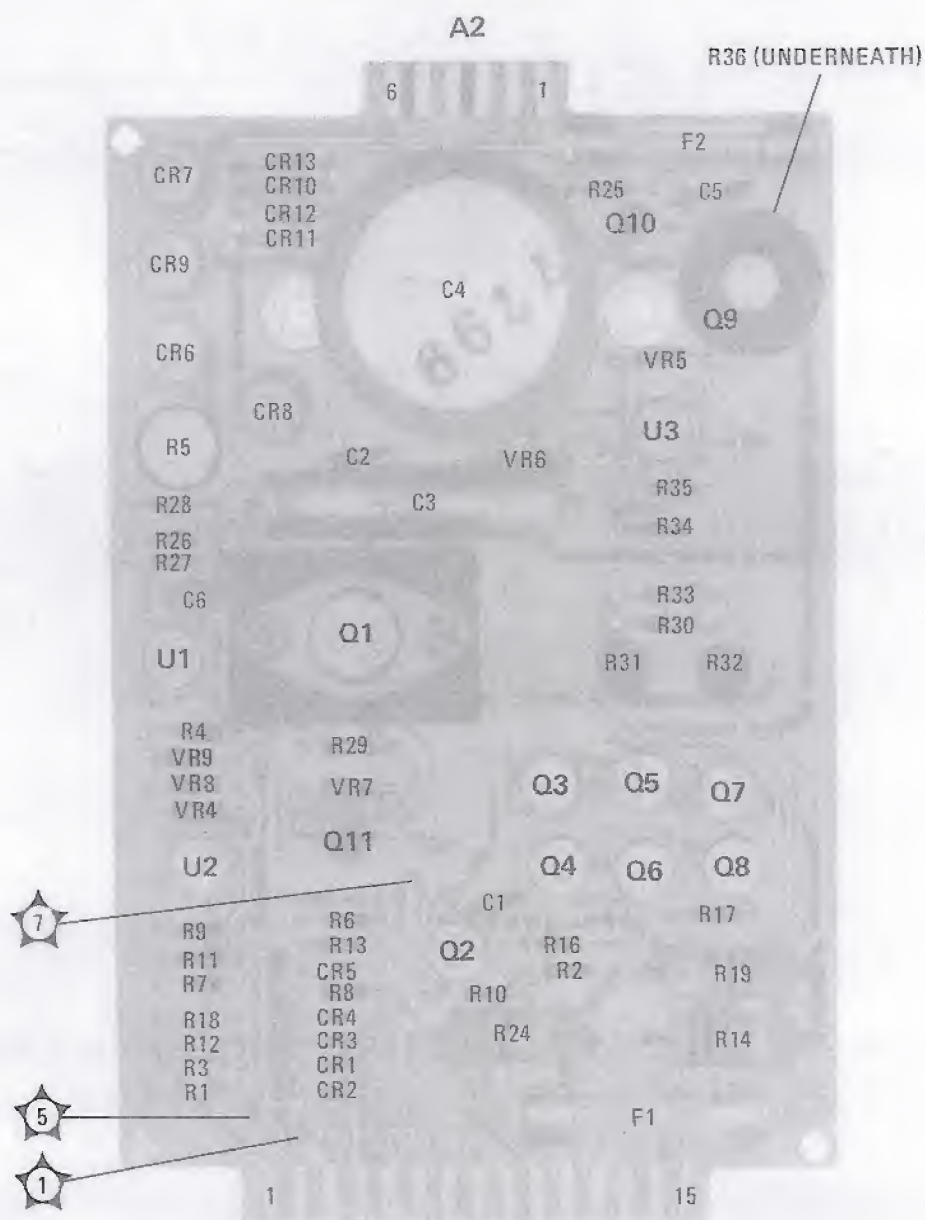 A2
R36 (UNDERNEATH)
6 1
F2
CR7
CR13
CR10
CR12
CR11
R25 C5
Q10
CR9
C4
Q9
CR6
VR5
CR8
U3
R5
C2 VR6
R35
R28
C3
R34
R26
R27
C6
R33
R30
Q1
U1
R31 R32
R4
VR9
VR8
VR4
R29
VR7
Q3 Q5 Q7
Q11
U2
Q4 Q6 Q8
7
C1
R17
R9
R11
R7
R6
R13
CR5
R8
Q2
R16
R2
R19
R10
R18
R12
R3
R1
CR4
CR3
CR1
CR2
R24
R14
5
F1
1
1 15